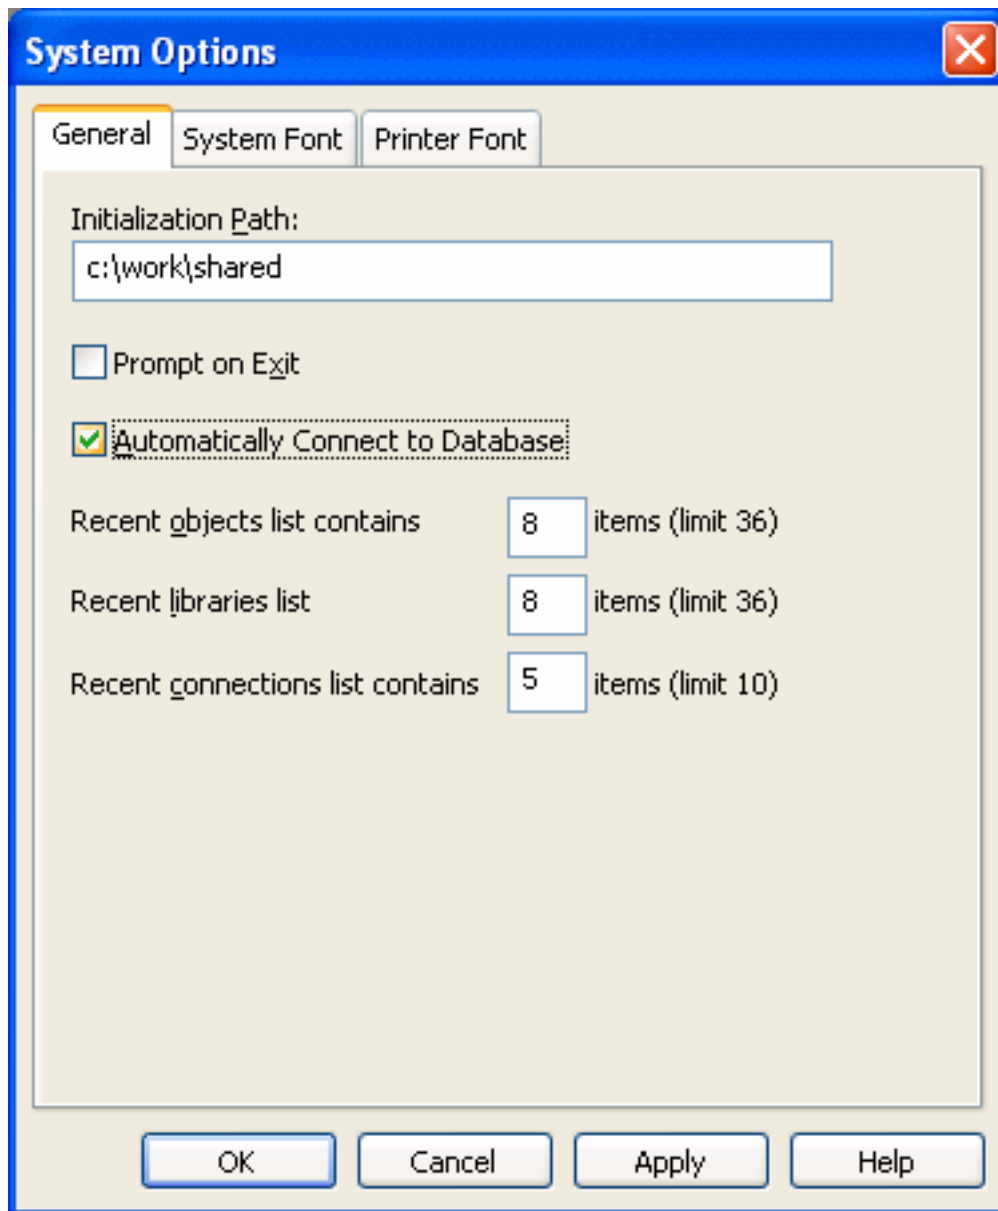 System Options
General System Font Printer Font
Initialization Path:
c:\work\shared
Prompt on Exit
Automatically Connect to Database
Recent objects list contains 8 items (limit 36)
Recent libraries list 8 items (limit 36)
Recent connections list contains 5 items (limit 10)
OK Cancel Apply Help